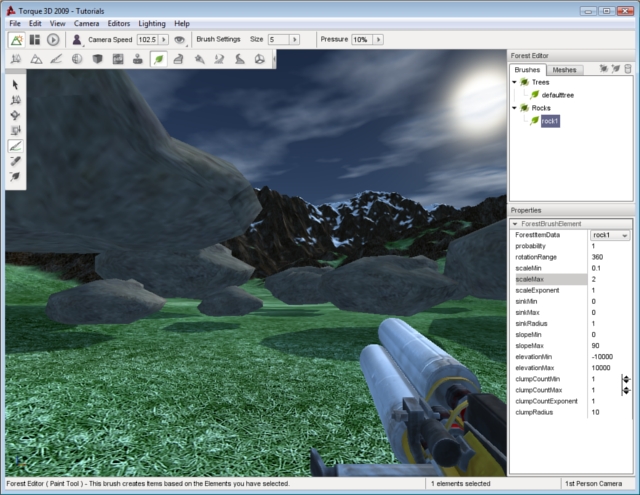 Torque 3D 2009 - Tutorials
File Edit View Camera Editors Lighting Help
Camera Speed 102.5 Brush Settings Size 5 Pressure 10%
Forest Editor
Brushes Meshes
Trees
defaulttree
Rocks
rock1
Properties
ForestBrushElement
ForestItemData rock1
probability 1
rotationRange 360
scaleMin 0.1
scaleMax 2
scaleExponent 1
sinkMin 0
sinkMax 0
sinkRadius 1
slopeMin 0
slopeMax 90
elevationMin -10000
elevationMax 10000
clumpCountMin 1
clumpCountMax 1
clumpCountExponent 1
clumpRadius 10
Forest Editor ( Paint Tool ) - This brush creates Items based on the Elements you have selected. 1 elements selected 1st Person Camera